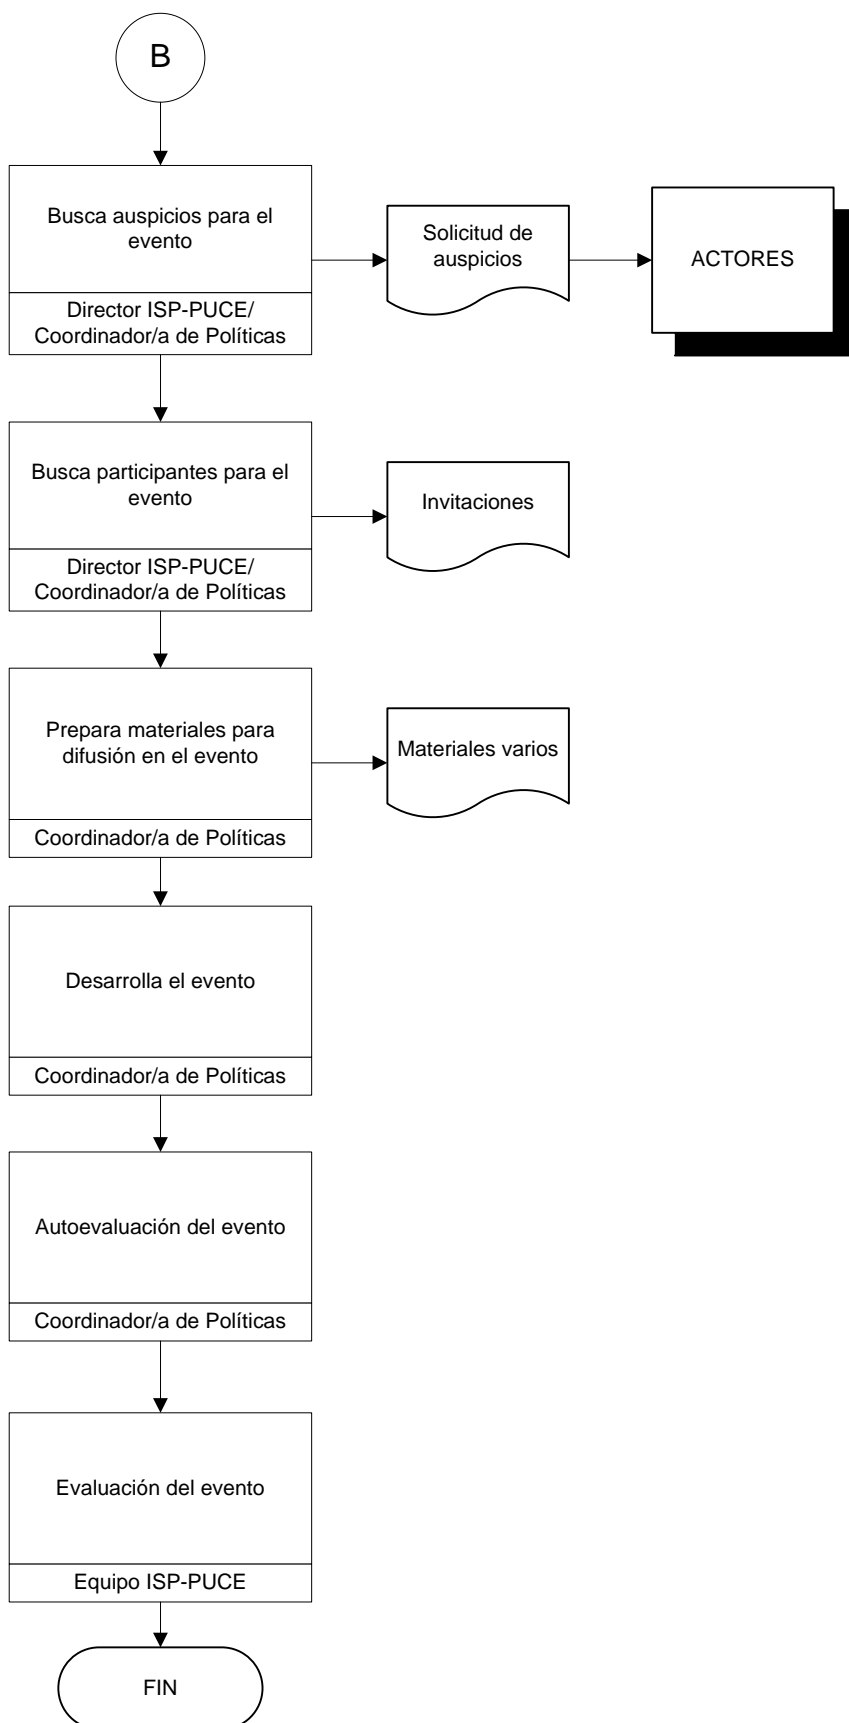 B
Busca auspicios para el
evento
Director ISP-PUCE/
Coordinador/a de Políticas
Solicitud de
auspicios
ACTORES
Busca participantes para el
evento
Director ISP-PUCE/
Coordinador/a de Políticas
Invitaciones
Prepara materiales para
difusión en el evento
Coordinador/a de Políticas
Materiales varios
Desarrolla el evento
Coordinador/a de Políticas
Autoevaluación del evento
Coordinador/a de Políticas
Evaluación del evento
Equipo ISP-PUCE
FIN